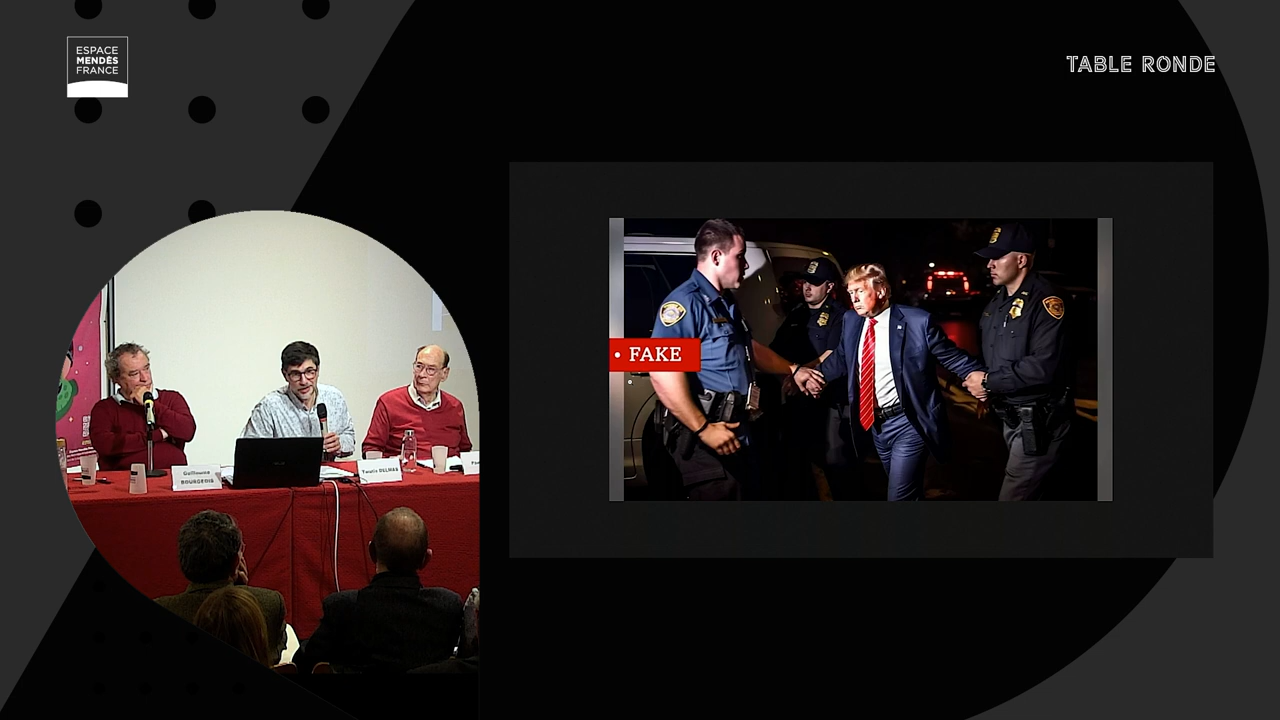 ESPACE
MENDÈS
FRANCE
TABLE RONDE
• FAKE
Guillaume
BOURGEOIS
DELMAS